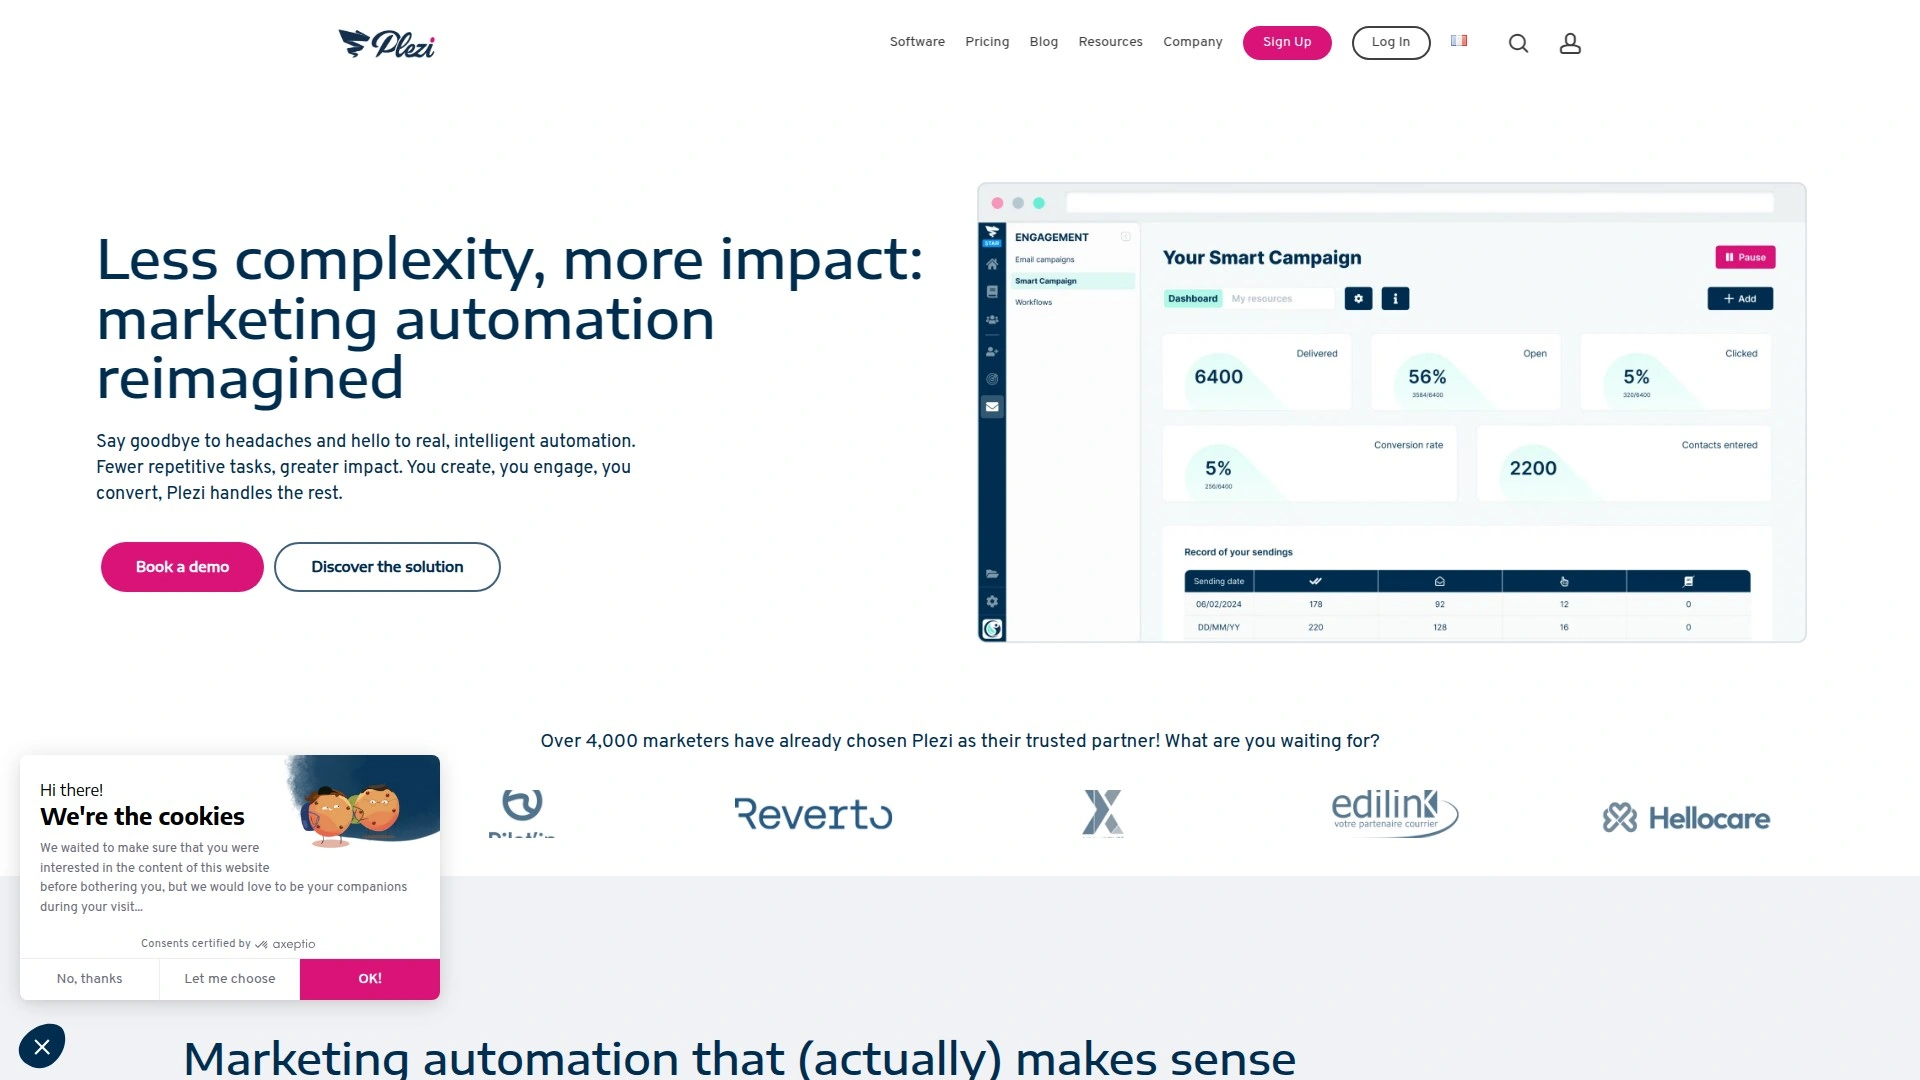 Plezi
Software
Pricing
Blog
Resources
Company
Sign Up
Log In
Less complexity, more impact:
marketing automation
reimagined
Say goodbye to headaches and hello to real, intelligent automation.
Fewer repetitive tasks, greater impact. You create, you engage, you
convert, Plezi handles the rest.
Book a demo
Discover the solution
STAR
ENGAGEMENT
Email campaigns
Smart Campaign
Workflows
Your Smart Campaign
Pause
Dashboard
My resources
Add
Delivered
6400
Open
56%
3584/6400
Clicked
5%
320/6400
Conversion rate
5%
256/6400
Contacts entered
2200
Record of your sendings
Sending date
06/02/2024 178 92 12 0
DD/MM/YY 220 128 16 0
Over 4,000 marketers have already chosen Plezi as their trusted partner! What are you waiting for?
Reverto
edilink
votre partenaire courrier
Hellocare
Hi there!
We're the cookies
We waited to make sure that you were
interested in the content of this website
before bothering you, but we would love to be your companions
during your visit...
Consents certified by axeptio
No, thanks
Let me choose
OK!
Marketing automation that (actually) makes sense